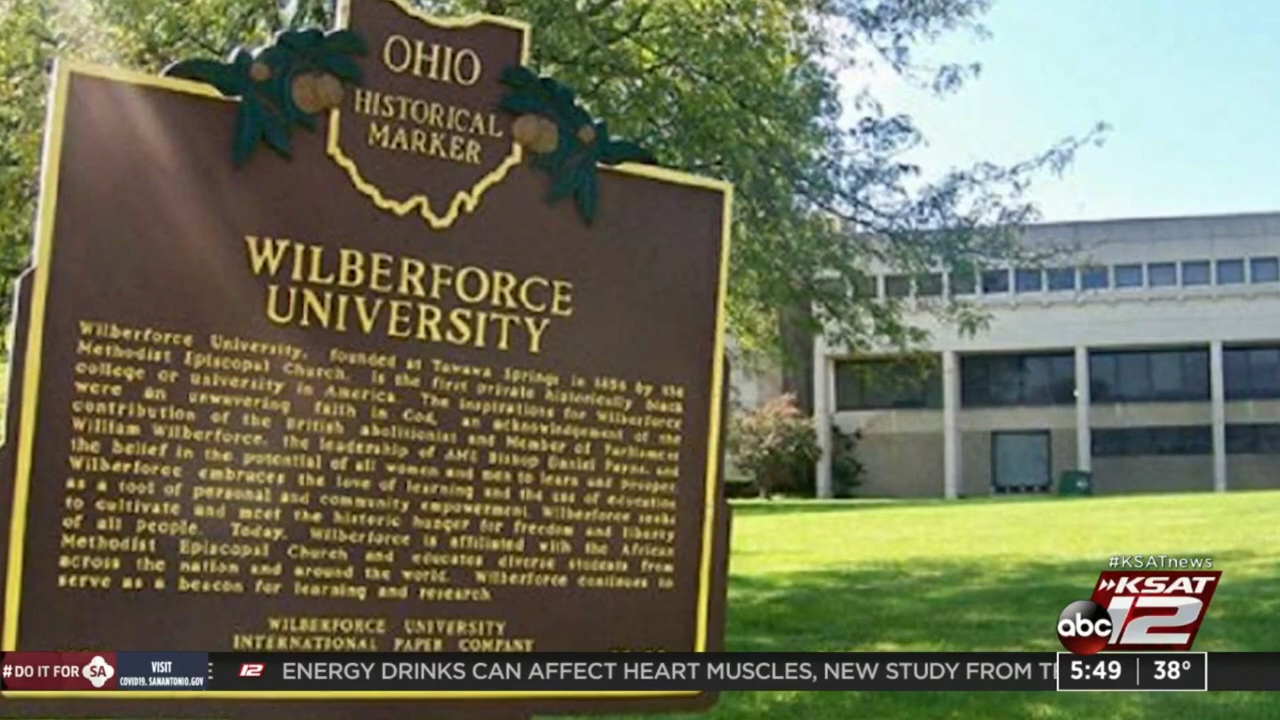 OHIO
HISTORICAL
MARKER
WILBERFORCE
UNIVERSITY
Wilberforce University, founded at Tawawa Springs in 1856 by the
Methodist Episcopal Church, is the first private historically black
college or university in America. The inspirations for Wilberforce
were an unwavering faith in God, an acknowledgement of the
contribution of the British abolitionist and Member of Parliament
William Wilberforce, the leadership of AME Bishop Daniel Payne, and
the belief in the potential of all women and men to learn and prosper
Wilberforce embraces the love of learning and the use of education
as a tool of personal and community empowerment. Wilberforce seeks
to cultivate and meet the historic hunger for freedom and liberty
of all people. Today, Wilberforce is affiliated with the African
Methodist Episcopal Church and educates diverse students from
across the nation and around the world. Wilberforce continues to
serve as a beacon for learning and research
WILBERFORCE UNIVERSITY
INTERNATIONAL PAPER COMPANY
#KSATnews
KSAT
abc 12
#DO IT FOR SA
VISIT
COVID19.SANANTONIO.GOV
12 ENERGY DRINKS CAN AFFECT HEART MUSCLES, NEW STUDY FROM
5:49 38°